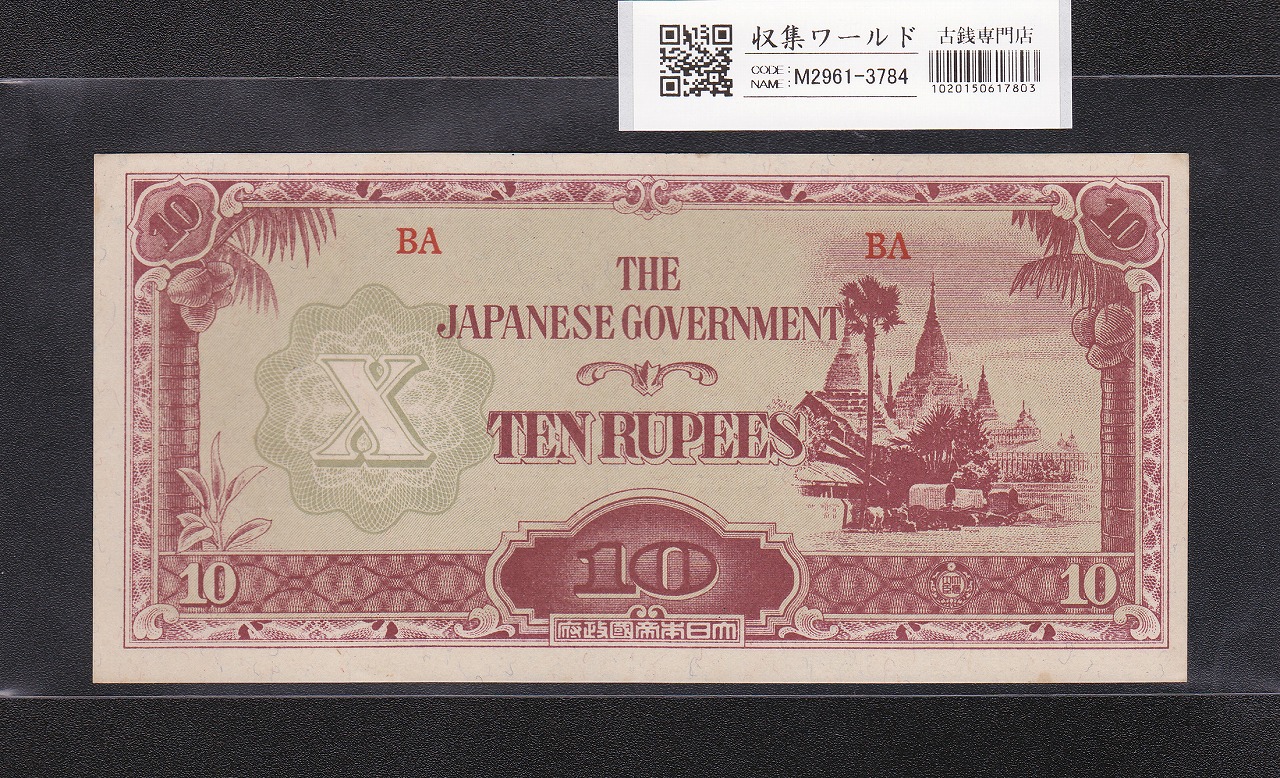 収集ワールド 古銭専門店
CODE:
NAME: M2961-3784
1020150617803
10 10
BA BA
THE
JAPANESE GOVERNMENT
X
TEN RUPEES
10 10 10
府政國帝本日大